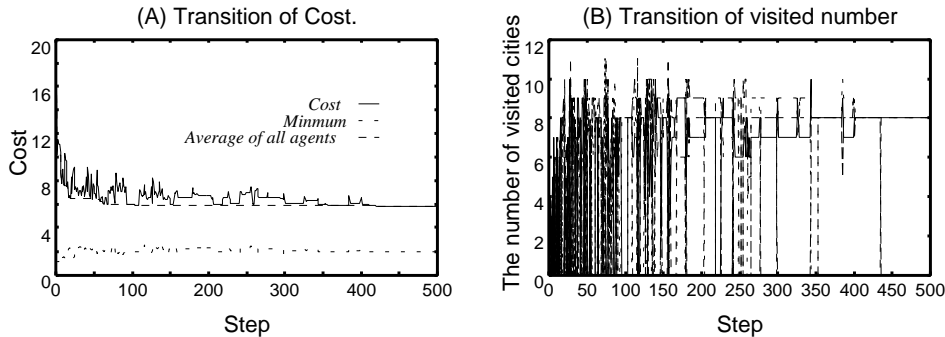 (A) Transition of Cost.
20
16
12
8
4
0
Cost
Cost
Minmum
Average of all agents
0 100 200 300 400 500
Step
(B) Transition of visited number
12
10
8
6
4
2
0
The number of visited cities
0 50 100 150 200 250 300 350 400 450 500
Step